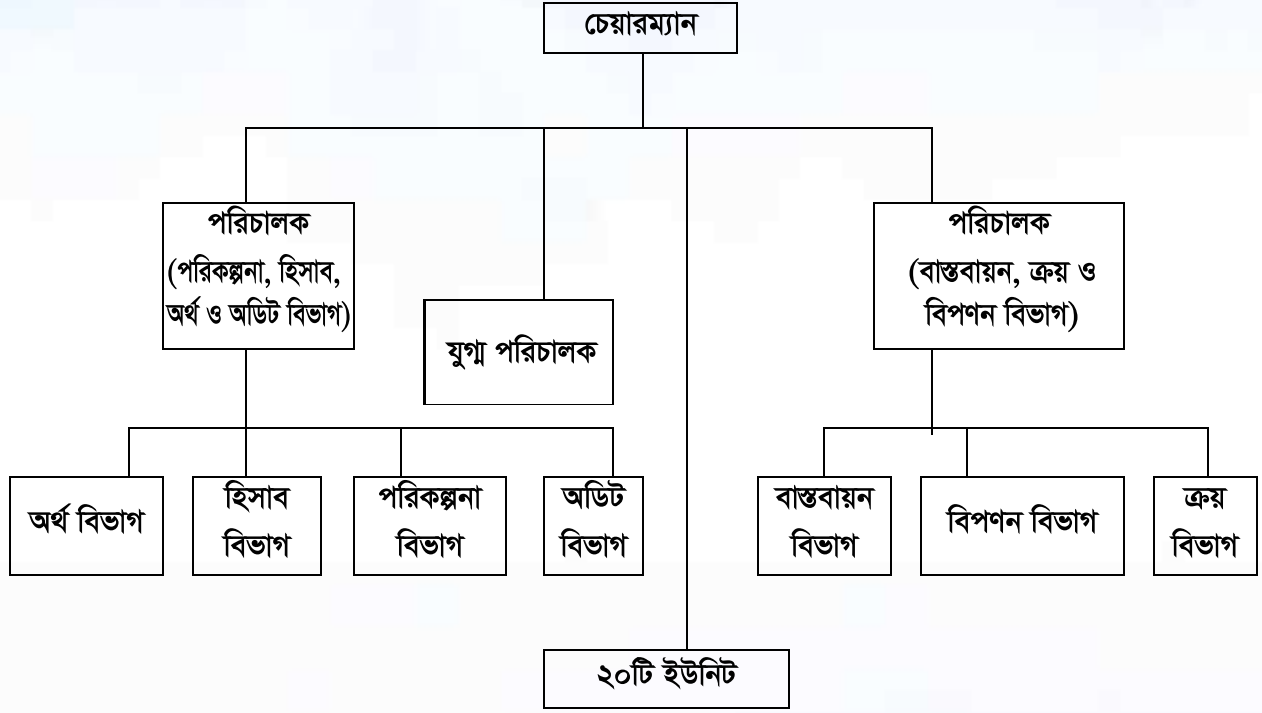 চেয়ারম্যান
পরিচালক
(পরিকল্পনা, হিসাব,
অর্থ ও অডিট বিভাগ)
যুগ্ম পরিচালক
পরিচালক
(বাস্তবায়ন, ক্রয় ও
বিপণন বিভাগ)
অর্থ বিভাগ
হিসাব
বিভাগ
পরিকল্পনা
বিভাগ
অডিট
বিভাগ
বাস্তবায়ন
বিভাগ
বিপণন বিভাগ
ক্রয়
বিভাগ
২০টি ইউনিট